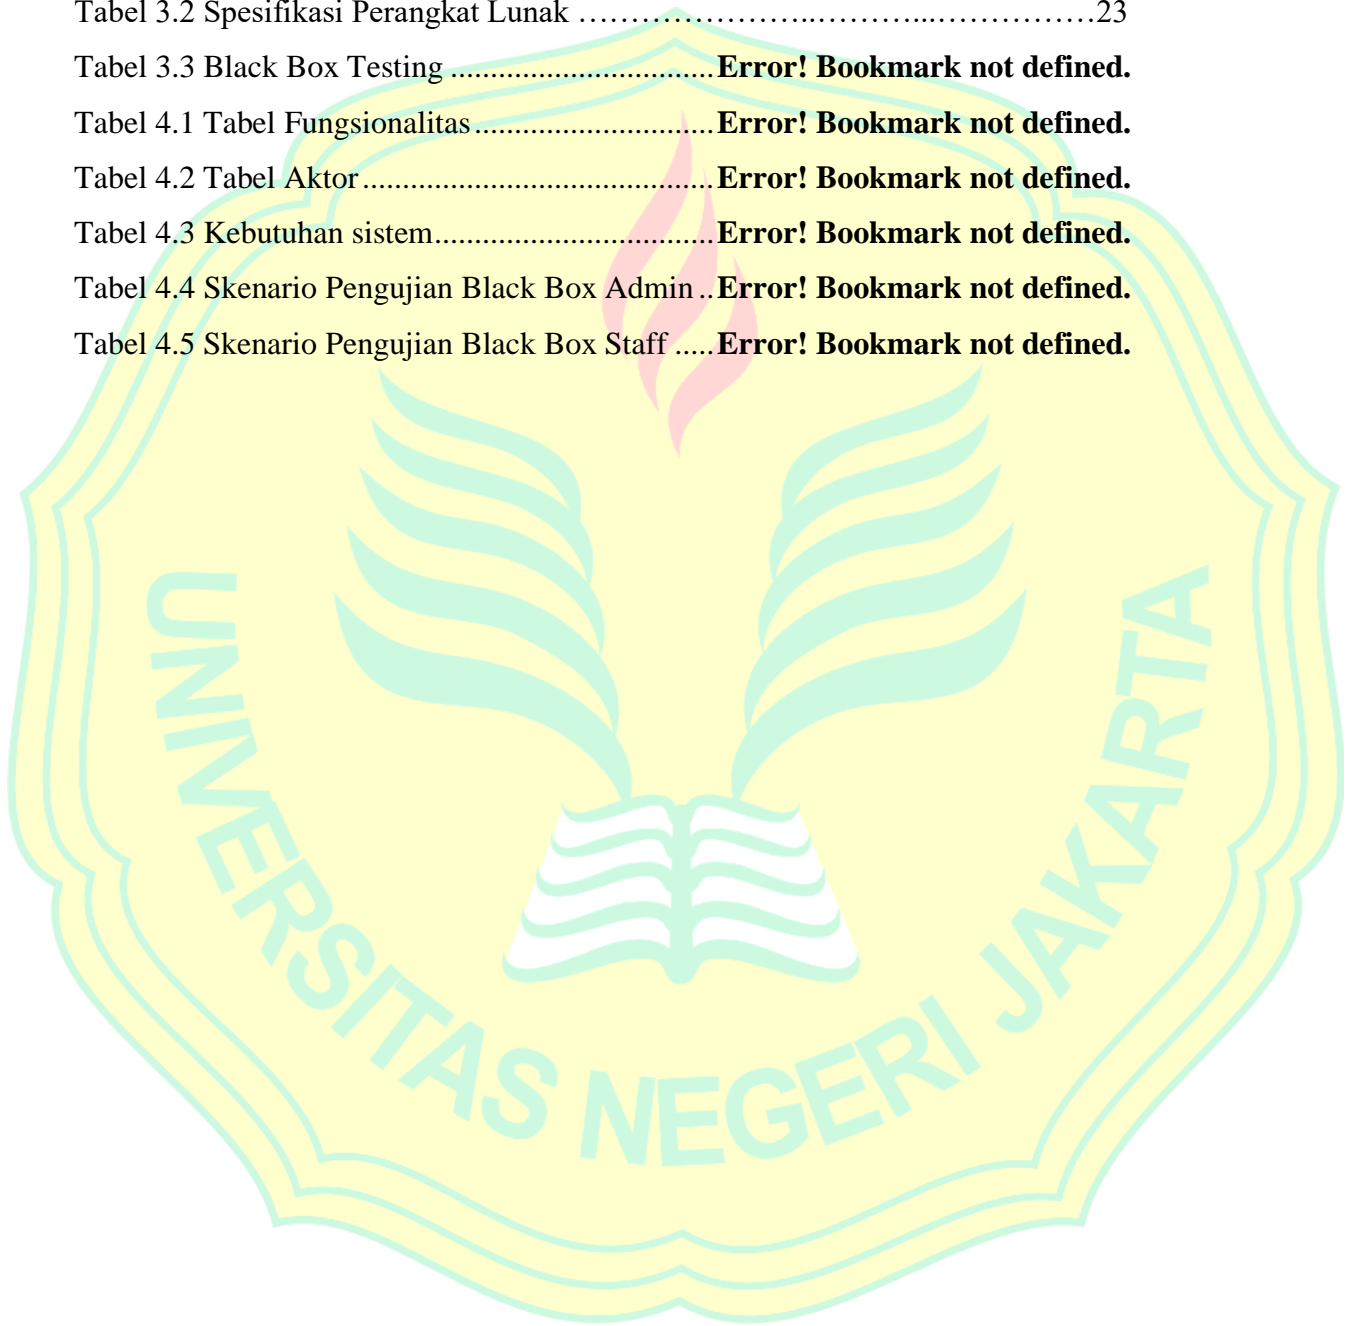 Tabel 3.2 Spesifikasi Perangkat Lunak …………………..………...……………23
Tabel 3.3 Black Box Testing ................................ Error! Bookmark not defined.
Tabel 4.1 Tabel Fungsionalitas ............................. Error! Bookmark not defined.
Tabel 4.2 Tabel Aktor ........................................... Error! Bookmark not defined.
Tabel 4.3 Kebutuhan sistem .................................. Error! Bookmark not defined.
Tabel 4.4 Skenario Pengujian Black Box Admin .. Error! Bookmark not defined.
Tabel 4.5 Skenario Pengujian Black Box Staff ..... Error! Bookmark not defined.
UNIVERSITAS NEGERI JAKARTA